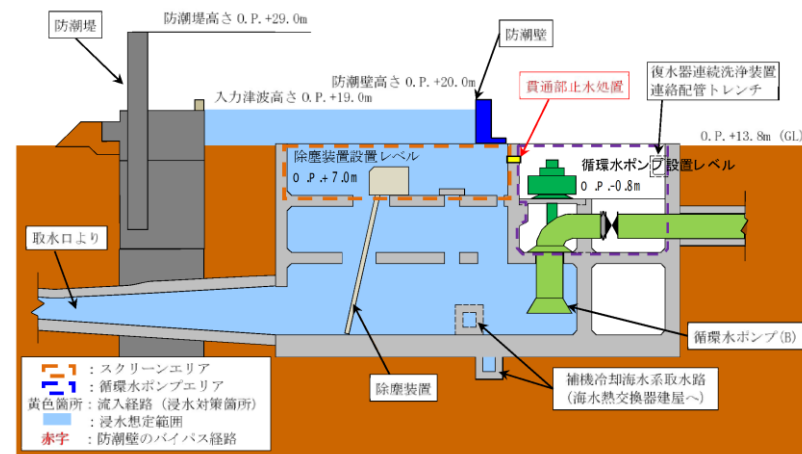 防潮堤
防潮堤高さ O.P.+29.0m
防潮壁
防潮壁高さ O.P.+20.0m
入力津波高さ O.P.+19.0m
貫通部止水処置
復水器連続洗浄装置
連絡配管トレンチ
O.P.+13.8m (GL)
除塵装置設置レベル
O.P.+7.0m
循環水ポンプ設置レベル
O.P.-0.8m
取水口より
循環水ポンプ(B)
除塵装置
補機冷却海水系取水路
(海水熱交換器建屋へ)
：スクリーンエリア
：循環水ポンプエリア
黄色箇所：流入経路（浸水対策箇所）
：浸水想定範囲
赤字：防潮壁のバイパス経路